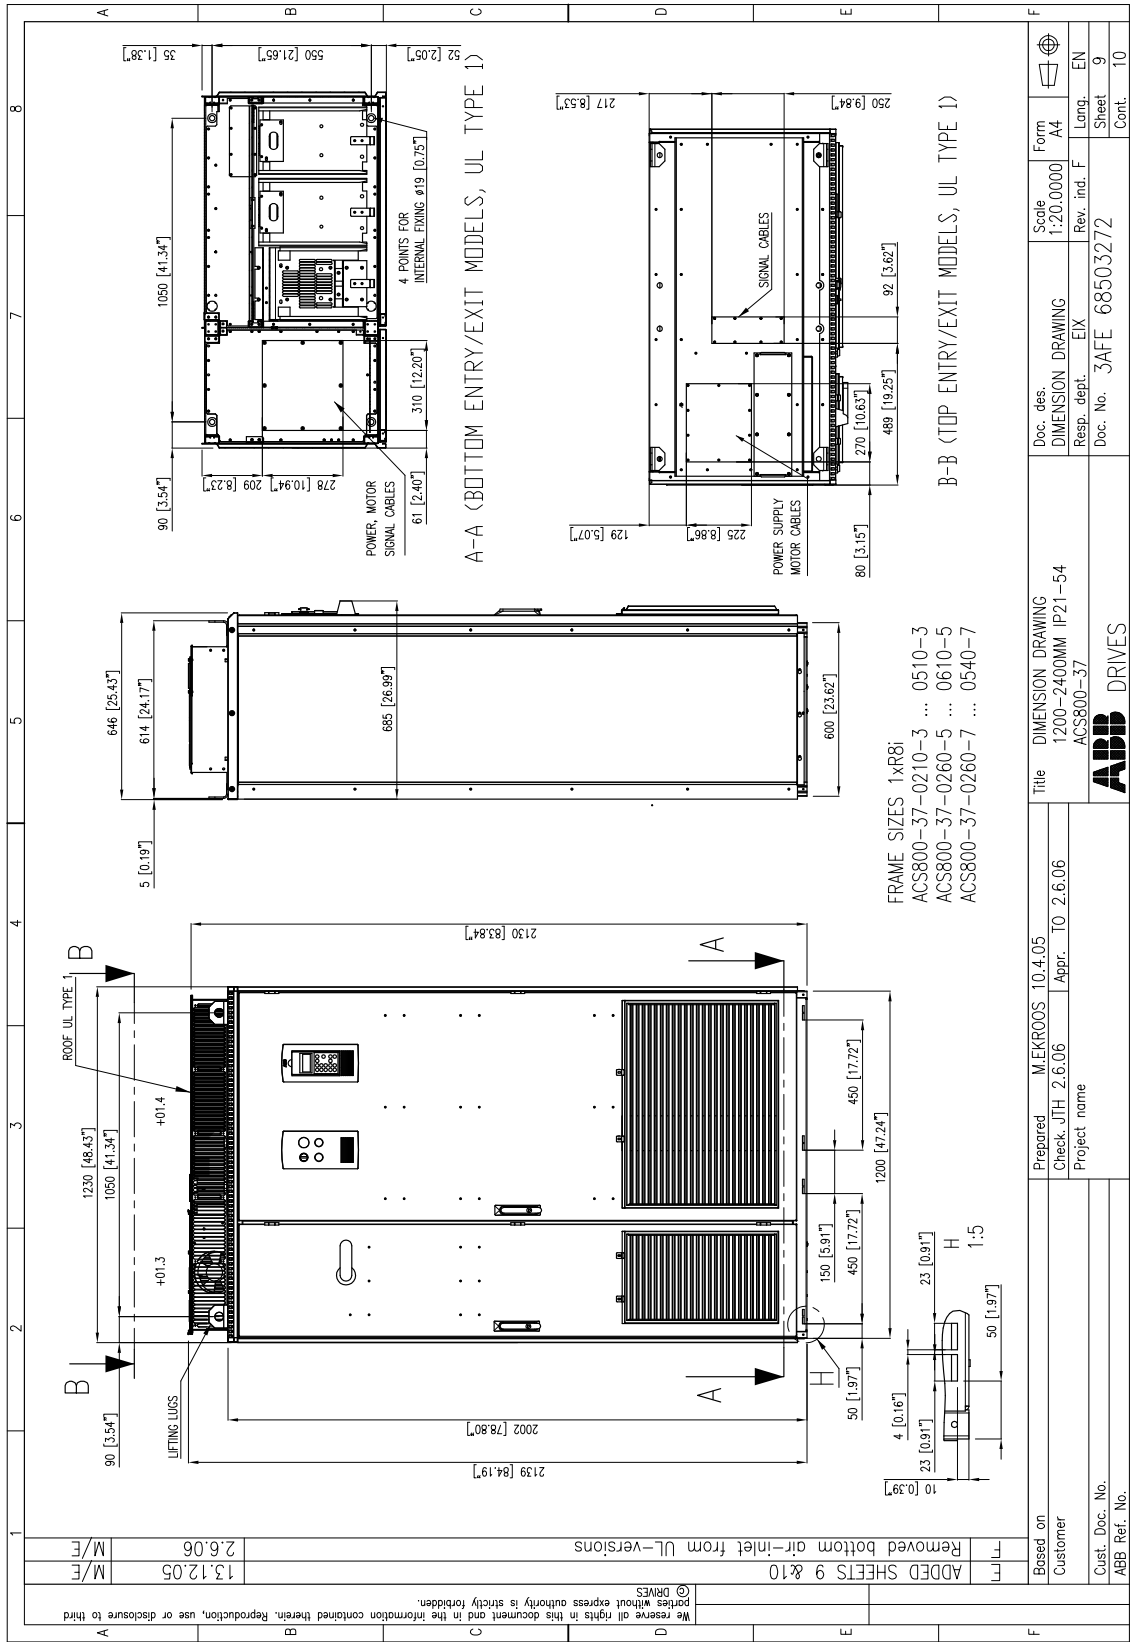 1 2 3 4 5 6 7 8
A B C D E F
A B C D E F
B
B
90 [3.54"]
1230 [48.43"]
1050 [41.34"]
ROOF UL TYPE 1
+01.3
+01.4
LIFTING LUGS
2139 [84.19"]
2002 [78.80"]
2130 [83.84"]
A
A
H
50 [1.97"]
150 [5.91"]
450 [17.72"]
450 [17.72"]
1200 [47.24"]
10 [0.39"]
23 [0.91"]
4 [0.16"]
23 [0.91"]
50 [1.97"]
H
1:5
5 [0.19"]
646 [25.43"]
614 [24.17"]
685 [26.99"]
600 [23.62"]
FRAME SIZES 1xR8i
ACS800-37-0210-3 ... 0510-3
ACS800-37-0260-5 ... 0610-5
ACS800-37-0260-7 ... 0540-7
90 [3.54"]
1050 [41.34"]
35 [1.38"]
550 [21.65"]
52 [2.05"]
209 [8.23"]
278 [10.94"]
POWER, MOTOR
SIGNAL CABLES
61 [2.40"]
310 [12.20"]
4 POINTS FOR
INTERNAL FIXING ø19 [0.75"]
A-A (BOTTOM ENTRY/EXIT MODELS, UL TYPE 1)
217 [8.53"]
250 [9.84"]
129 [5.07"]
225 [8.86"]
SIGNAL CABLES
POWER SUPPLY
MOTOR CABLES
80 [3.15"]
270 [10.63"]
489 [19.25"]
92 [3.62"]
B-B (TOP ENTRY/EXIT MODELS, UL TYPE 1)
F Removed bottom air-inlet from UL-versions 2.6.06 M/E
E ADDED SHEETS 9 &10 13.12.05 M/E
We reserve all rights in this document and in the information contained therein. Reproduction, use or disclosure to third
parties without express authority is strictly forbidden.
© DRIVES
Based on
Customer
Cust. Doc. No.
ABB Ref. No.
Prepared M.EKROOS 10.4.05
Check. JTH 2.6.06 Appr. TO 2.6.06
Project name
Title DIMENSION DRAWING
1200-2400MM IP21-54
ACS800-37
ABB DRIVES
Doc. des.
DIMENSION DRAWING
Resp. dept. EIX
Doc. No. 3AFE 68503272
Scale
1:20.0000
Rev. ind. F
Form
A4
Lang. EN
Sheet 9
Cont. 10